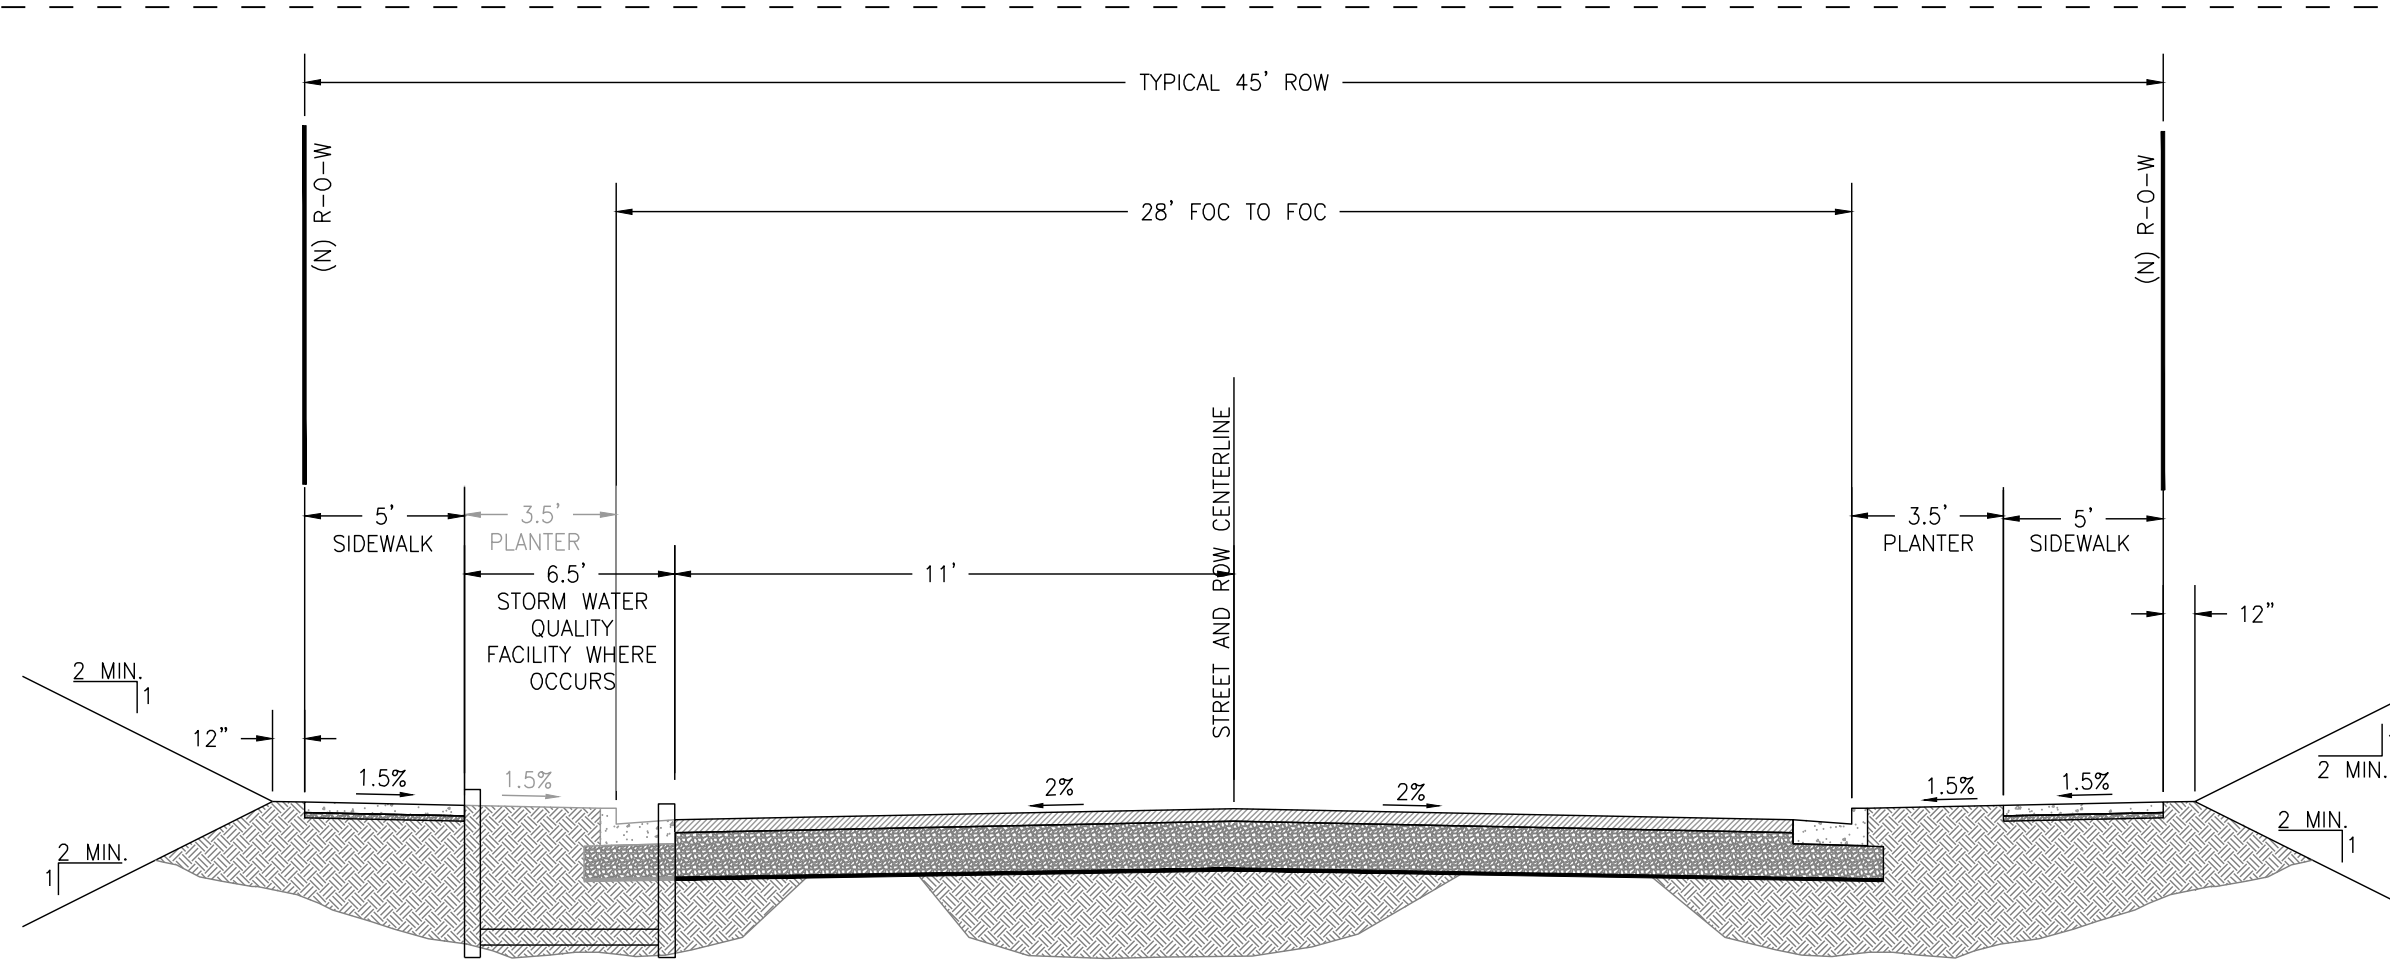 TYPICAL 45' ROW
(N) R-O-W
(N) R-O-W
28' FOC TO FOC
STREET AND ROW CENTERLINE
5'
SIDEWALK
3.5'
PLANTER
6.5'
STORM WATER
QUALITY
FACILITY WHERE
OCCURS
11'
3.5'
PLANTER
5'
SIDEWALK
12"
2 MIN.
1
12"
1.5%
1.5%
2%
2%
1.5%
1.5%
2 MIN.
2 MIN.
1
2 MIN.
1